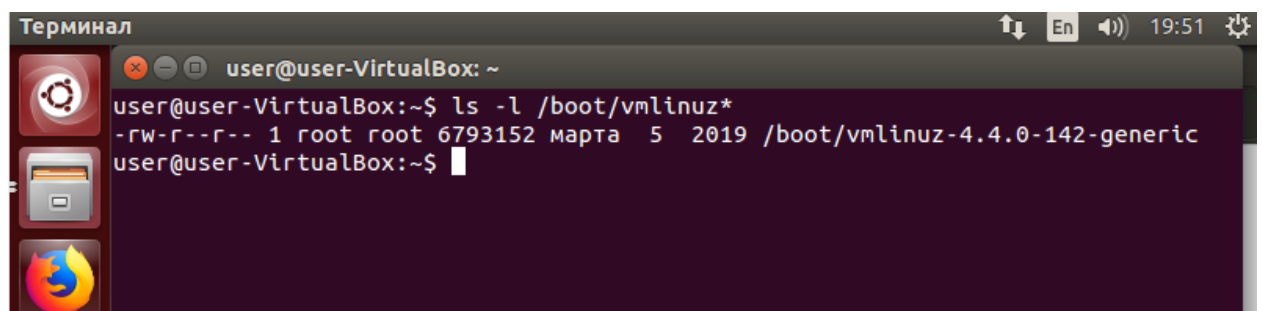 Терминал En 19:51
user@user-VirtualBox: ~
user@user-VirtualBox:~$ ls -l /boot/vmlinuz*
-rw-r--r-- 1 root root 6793152 марта  5  2019 /boot/vmlinuz-4.4.0-142-generic
user@user-VirtualBox:~$